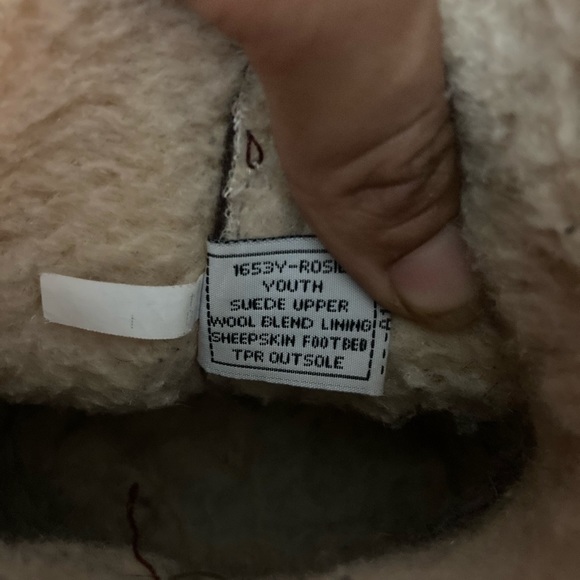 1653Y-ROSIE
YOUTH
SUEDE UPPER
WOOL BLEND LINING
SHEEPSKIN FOOTBED
TPR OUTSOLE